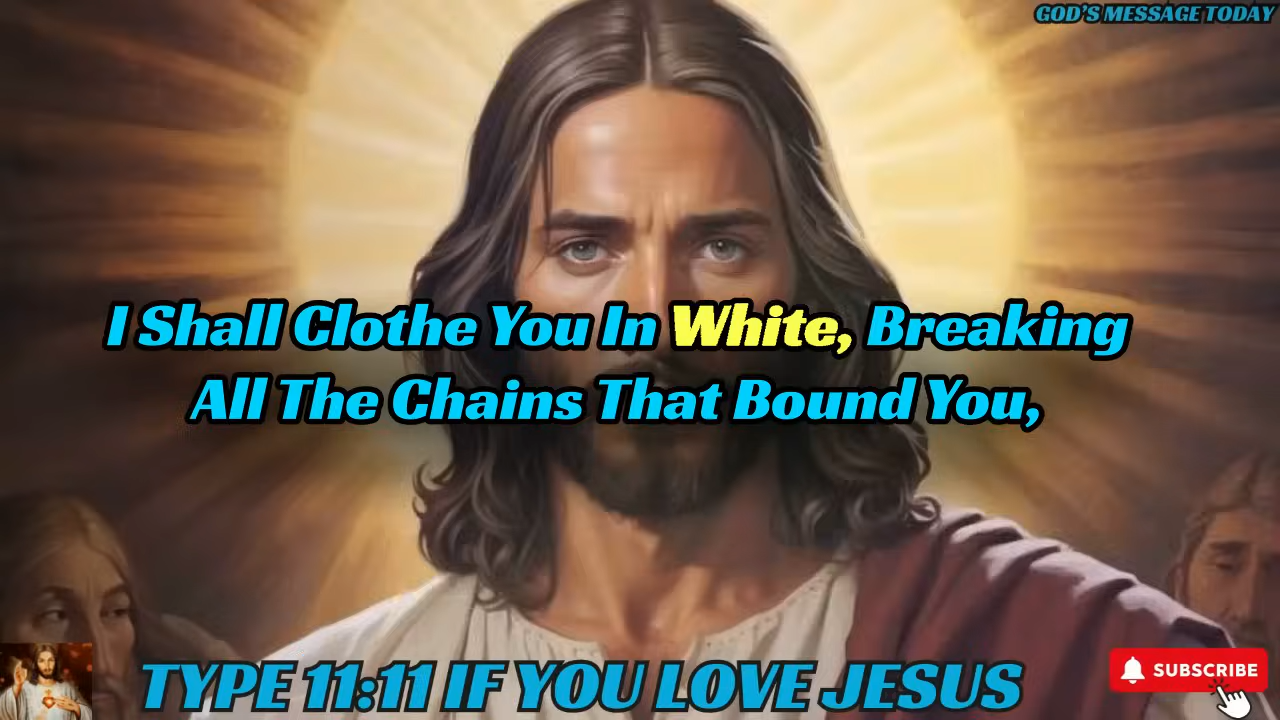 GOD'S MESSAGE TODAY
I Shall Clothe You In White, Breaking
All The Chains That Bound You,
TYPE 11:11 IF YOU LOVE JESUS
SUBSCRIBE